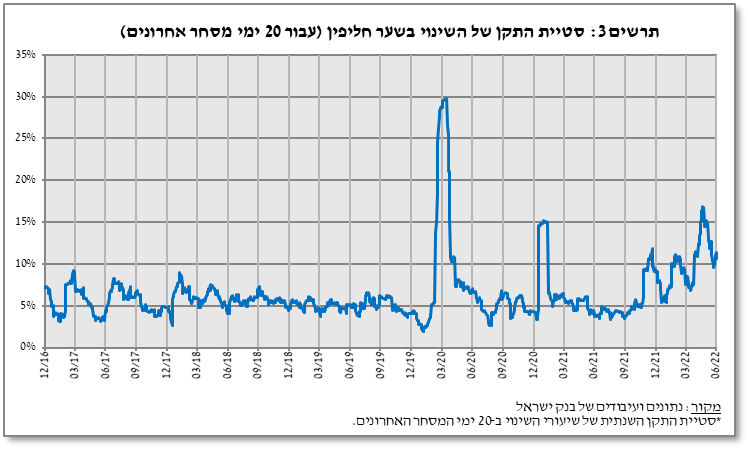 תרשים 3: סטיית התקן של השינוי בשער חליפין (עבור 20 ימי מסחר אחרונים)
35%
30%
25%
20%
15%
10%
5%
0%
12/16 03/17 06/17 09/17 12/17 03/18 06/18 09/18 12/18 03/19 06/19 09/19 12/19 03/20 06/20 09/20 12/20 03/21 06/21 09/21 12/21 03/22 06/22
מקור: נתונים ועיבודים של בנק ישראל
*סטיית התקן השנתית של שיעורי השינוי ב-20 ימי המסחר האחרונים.